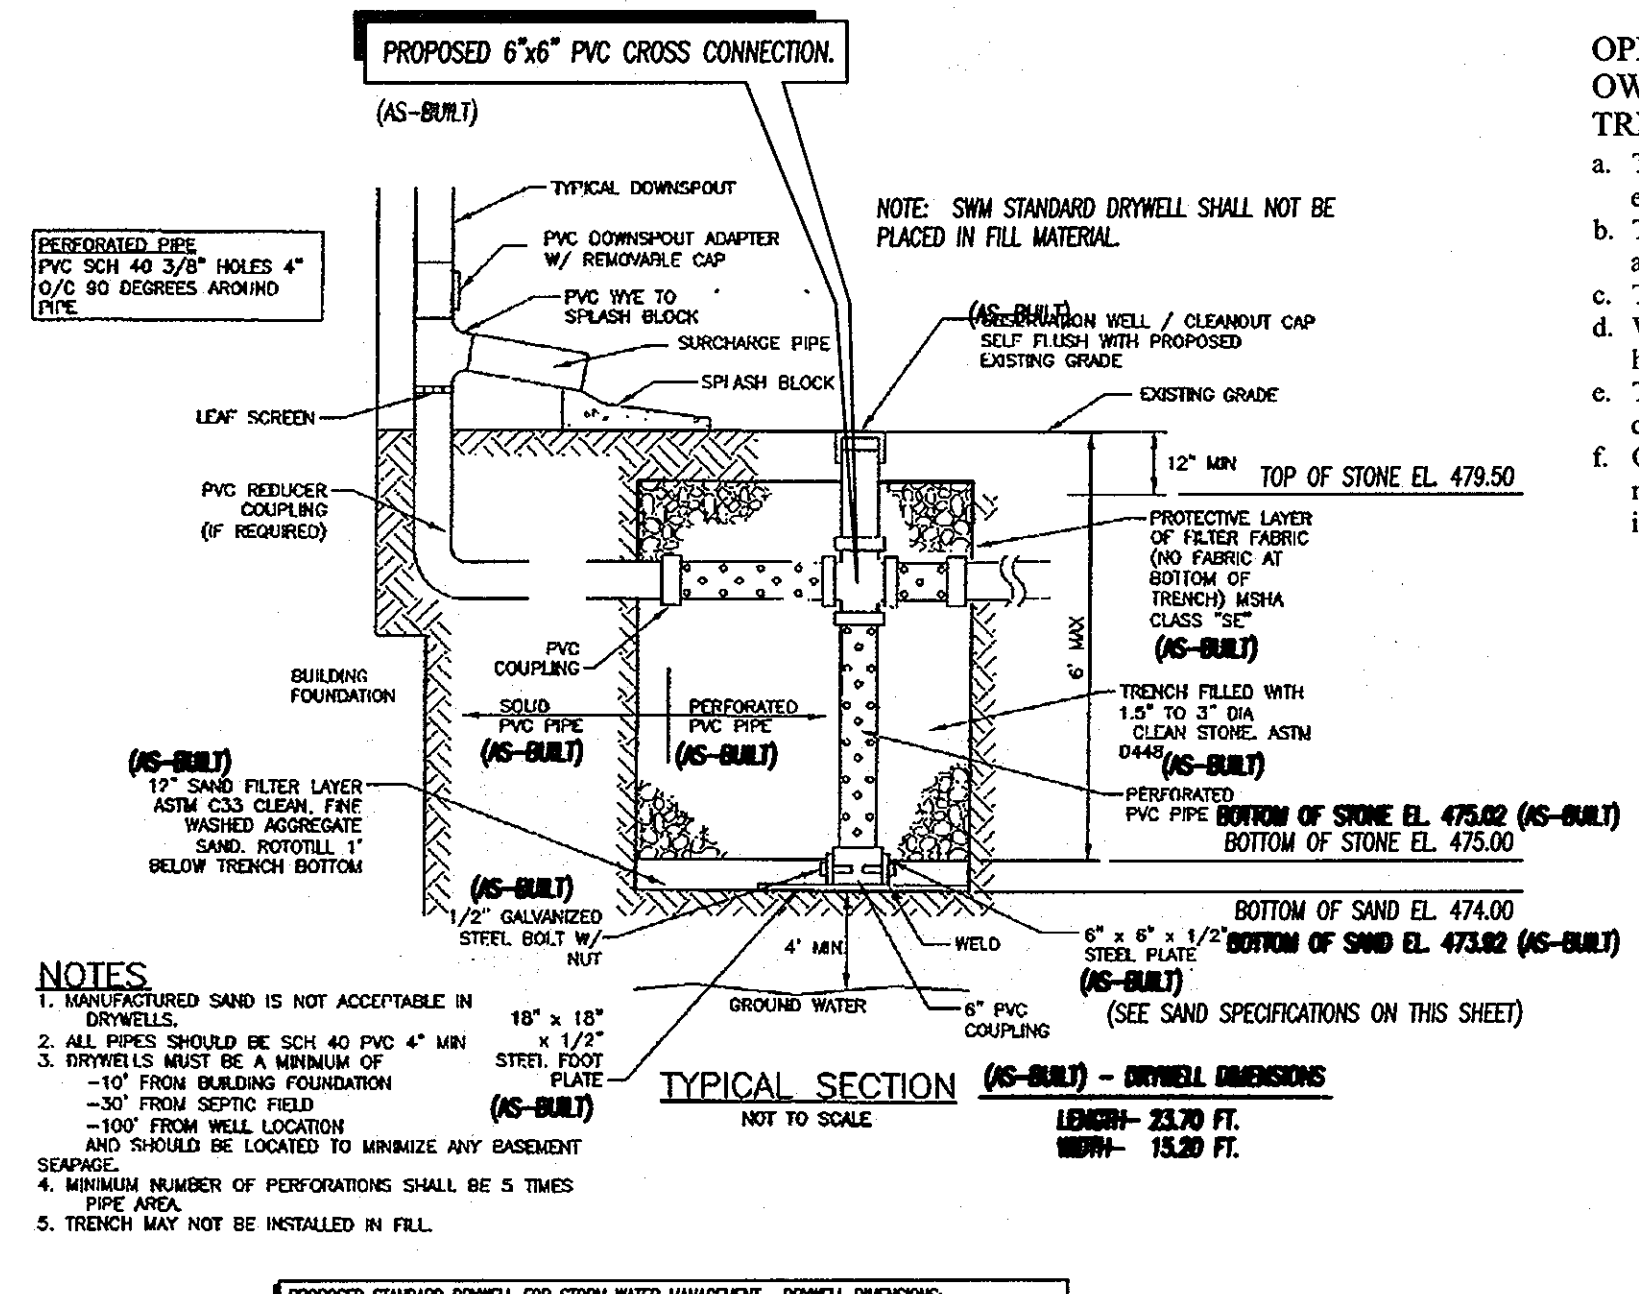 PROPOSED 6"x6" PVC CROSS CONNECTION.
(AS-BUILT)
TYPICAL DOWNSPOUT
PVC DOWNSPOUT ADAPTER
W/ REMOVABLE CAP
PERFORATED PIPE
PVC SCH 40 3/8" HOLES 4"
O/C 90 DEGREES AROUND
PIPE
PVC WYE TO
SPLASH BLOCK
SURCHARGE PIPE
SPLASH BLOCK
LEAF SCREEN
NOTE: SWM STANDARD DRYWELL SHALL NOT BE
PLACED IN FILL MATERIAL.
(AS-BUILT)
OBSERVATION WELL / CLEANOUT CAP
SELF FLUSH WITH PROPOSED
EXISTING GRADE
EXISTING GRADE
12" MIN
TOP OF STONE EL. 479.50
PVC REDUCER
COUPLING
(IF REQUIRED)
PROTECTIVE LAYER
OF FILTER FABRIC
(NO FABRIC AT
BOTTOM OF
TRENCH) MSHA
CLASS "SE"
(AS-BUILT)
6' MAX
PVC
COUPLING
BUILDING
FOUNDATION
SOLID
PVC PIPE
(AS-BUILT)
PERFORATED
PVC PIPE
(AS-BUILT)
TRENCH FILLED WITH
1.5" TO 3" DIA
CLEAN STONE. ASTM
D448
(AS-BUILT)
PERFORATED
PVC PIPE
BOTTOM OF STONE EL. 475.02 (AS-BUILT)
BOTTOM OF STONE EL. 475.00
(AS-BUILT)
12" SAND FILTER LAYER
ASTM C33 CLEAN, FINE
WASHED AGGREGATE
SAND. ROTOTILL 1'
BELOW TRENCH BOTTOM
(AS-BUILT)
1/2" GALVANIZED
STEEL BOLT W/
NUT
4' MIN
WELD
BOTTOM OF SAND EL. 474.00
6" x 6" x 1/2"
STEEL PLATE
(AS-BUILT)
BOTTOM OF SAND EL. 473.92 (AS-BUILT)
(SEE SAND SPECIFICATIONS ON THIS SHEET)
GROUND WATER
6" PVC
COUPLING
18" x 18"
x 1/2"
STEEL FOOT
PLATE
(AS-BUILT)
NOTES
1. MANUFACTURED SAND IS NOT ACCEPTABLE IN
DRYWELLS.
2. ALL PIPES SHOULD BE SCH 40 PVC 4" MIN
3. DRYWELLS MUST BE A MINIMUM OF
-10' FROM BUILDING FOUNDATION
-30' FROM SEPTIC FIELD
-100' FROM WELL LOCATION
AND SHOULD BE LOCATED TO MINIMIZE ANY BASEMENT
SEAPAGE.
4. MINIMUM NUMBER OF PERFORATIONS SHALL BE 5 TIMES
PIPE AREA.
5. TRENCH MAY NOT BE INSTALLED IN FILL.
TYPICAL SECTION
NOT TO SCALE
(AS-BUILT) - DRYWELL DIMENSIONS
LENGTH- 23.70 FT.
WIDTH- 15.20 FT.
PROPOSED STANDARD DRYWELL FOR STORM WATER MANAGEMENT - DRYWELL DIMENSIONS:
a.
b.
c.
d.
e.
f.